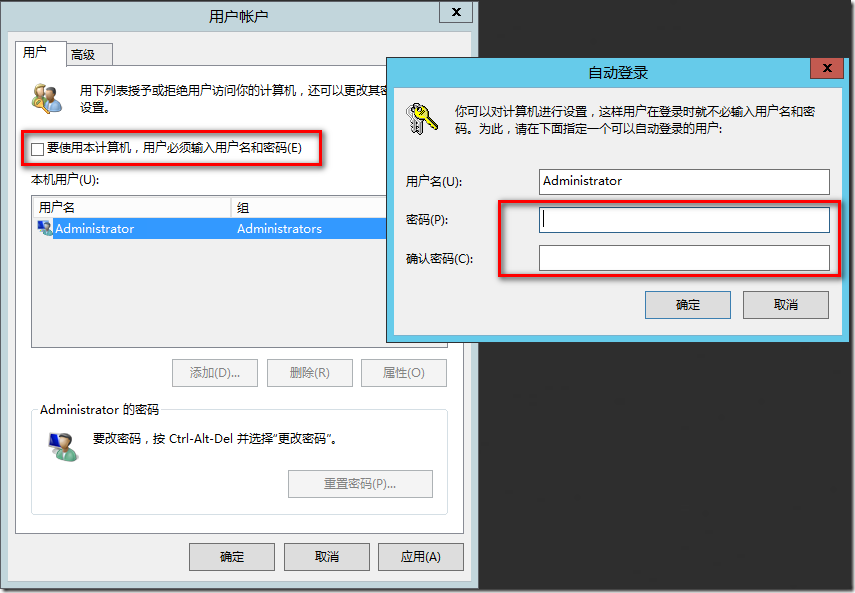 用户帐户
x
用户
高级
用下列表授予或拒绝用户访问你的计算机，还可以更改其密
设置。
要使用本计算机，用户必须输入用户名和密码(E)
本机用户(U):
用户名
组
Administrator
Administrators
添加(D)...
删除(R)
属性(O)
Administrator 的密码
要改密码，按 Ctrl-Alt-Del 并选择“更改密码”。
重置密码(P)...
确定
取消
应用(A)
自动登录
x
你可以对计算机进行设置，这样用户在登录时就不必输入用户名和密
码。为此，请在下面指定一个可以自动登录的用户:
用户名(U):
Administrator
密码(P):
确认密码(C):
确定
取消